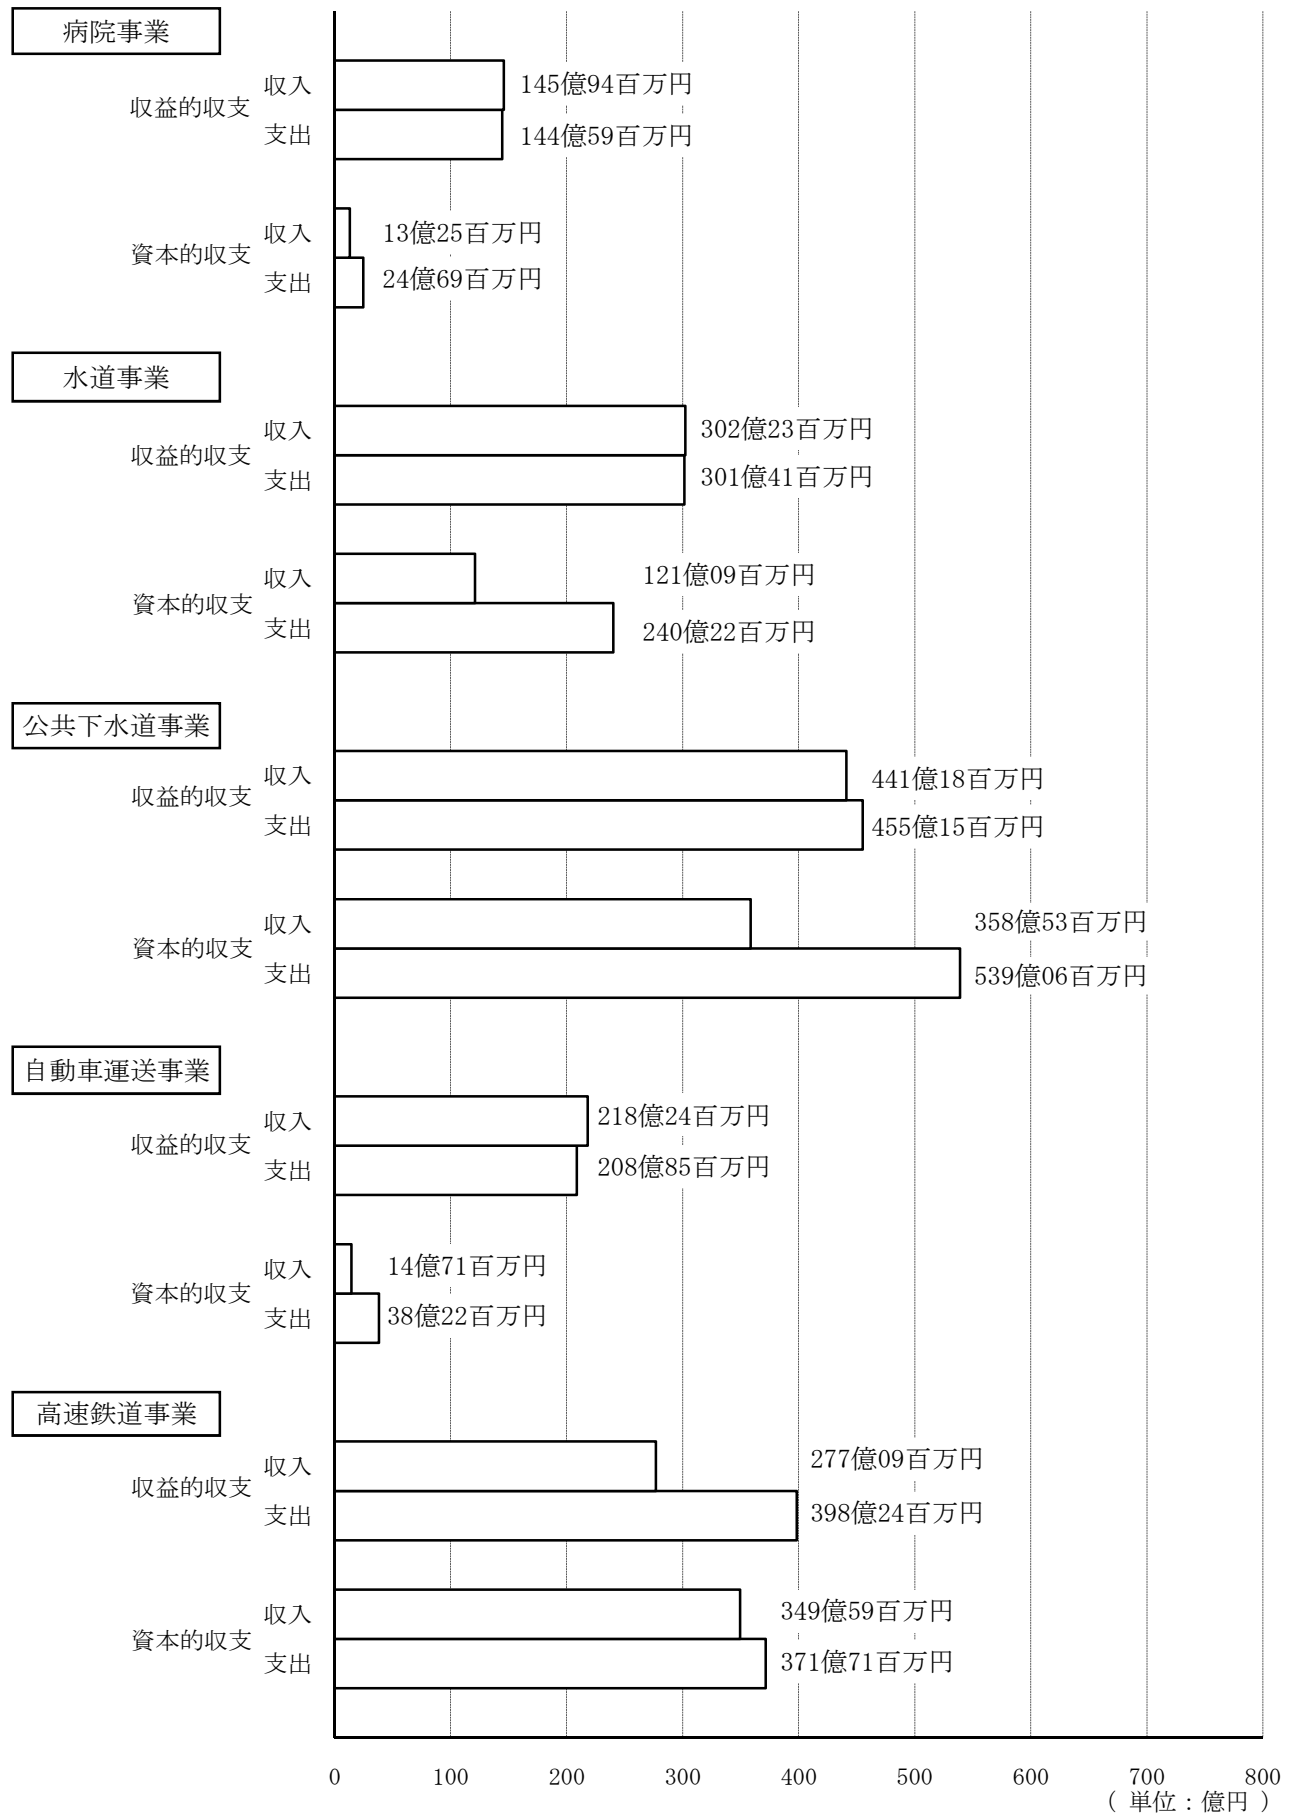 病院事業
収益的収支
収入 145億94百万円
支出 144億59百万円
資本的収支
収入 13億25百万円
支出 24億69百万円
水道事業
収益的収支
収入 302億23百万円
支出 301億41百万円
資本的収支
収入 121億09百万円
支出 240億22百万円
公共下水道事業
収益的収支
収入 441億18百万円
支出 455億15百万円
資本的収支
収入 358億53百万円
支出 539億06百万円
自動車運送事業
収益的収支
収入 218億24百万円
支出 208億85百万円
資本的収支
収入 14億71百万円
支出 38億22百万円
高速鉄道事業
収益的収支
収入 277億09百万円
支出 398億24百万円
資本的収支
収入 349億59百万円
支出 371億71百万円
0 100 200 300 400 500 600 700 800
( 単位：億円 )